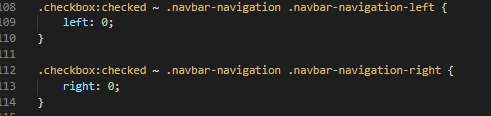 108 .checkbox:checked ~ .navbar-navigation .navbar-navigation-left {
109     left: 0;
110 }
111
112 .checkbox:checked ~ .navbar-navigation .navbar-navigation-right {
113     right: 0;
114 }